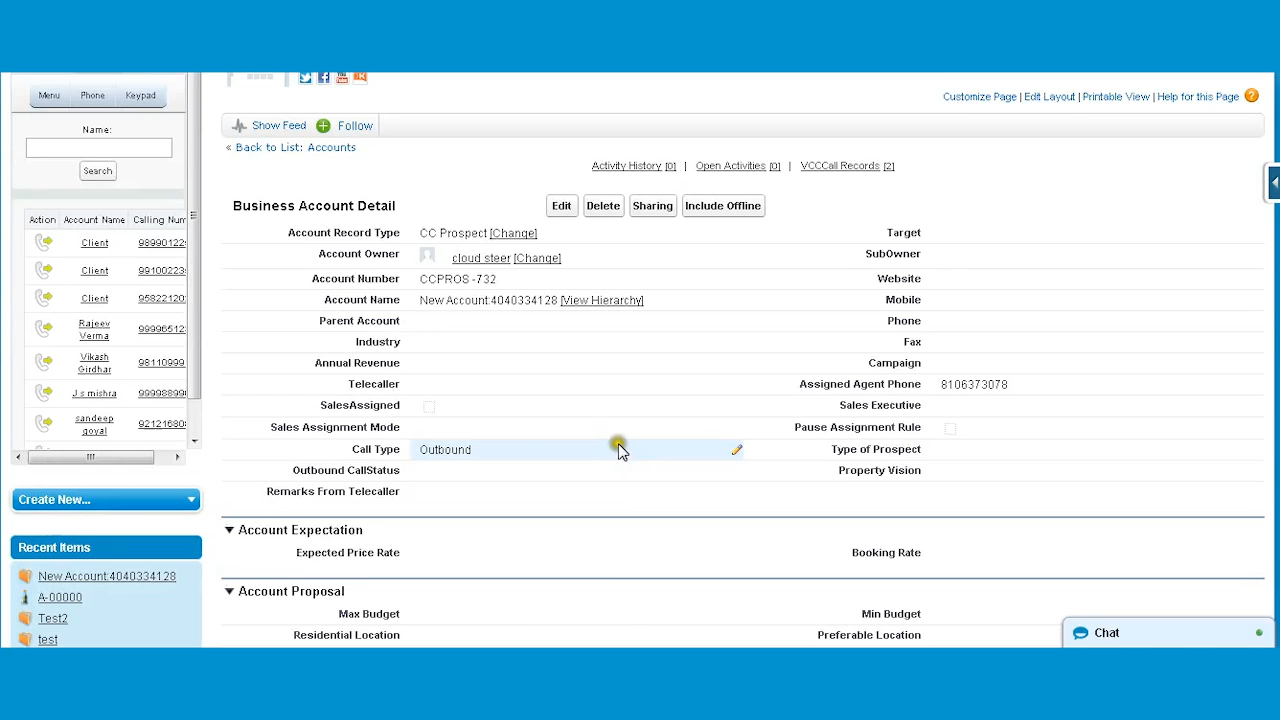 Menu Phone Keypad
Name:
Search
Action Account Name Calling Num
Client 989901229
Client 991002239
Client 958221201
Rajeev Verma 999965123
Vikash Girdhar 98110999
J s mishra 999988990
sandeep goyal 921216808
Create New...
Recent Items
New Account:4040334128
A-00000
Test2
test
Customize Page | Edit Layout | Printable View | Help for this Page ?
Show Feed Follow
« Back to List: Accounts
Activity History [0] | Open Activities [0] | VCCCall Records [2]
Business Account Detail Edit Delete Sharing Include Offline
Account Record Type CC Prospect [Change] Target
Account Owner cloud steer [Change] SubOwner
Account Number CCPROS -732 Website
Account Name New Account:4040334128 [View Hierarchy] Mobile
Parent Account Phone
Industry Fax
Annual Revenue Campaign
Telecaller Assigned Agent Phone 8106373078
SalesAssigned Sales Executive
Sales Assignment Mode Pause Assignment Rule
Call Type Outbound Type of Prospect
Outbound CallStatus Property Vision
Remarks From Telecaller
Account Expectation
Expected Price Rate Booking Rate
Account Proposal
Max Budget Min Budget
Residential Location Preferable Location
Chat